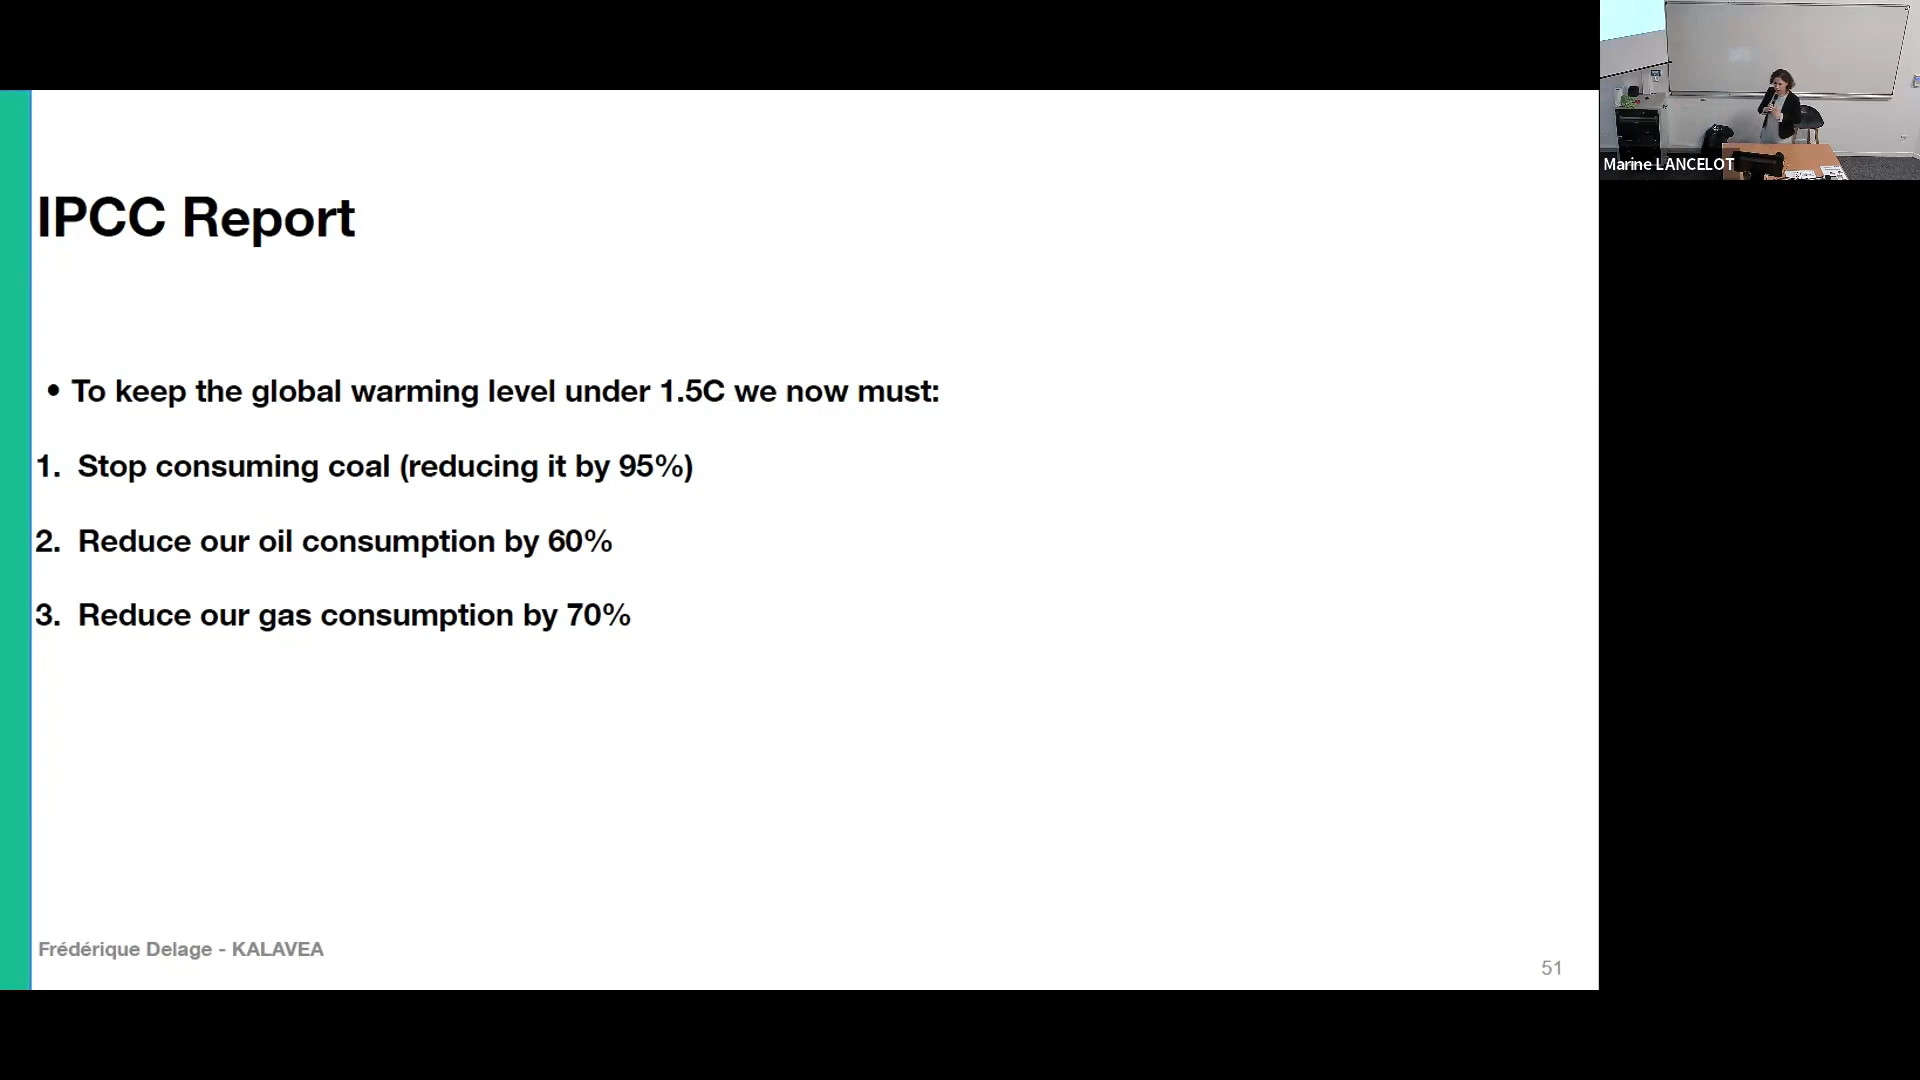 IPCC Report
• To keep the global warming level under 1.5C we now must:
1. Stop consuming coal (reducing it by 95%)
2. Reduce our oil consumption by 60%
3. Reduce our gas consumption by 70%
Frédérique Delage - KALAVEA
51
Marine LANCELOT